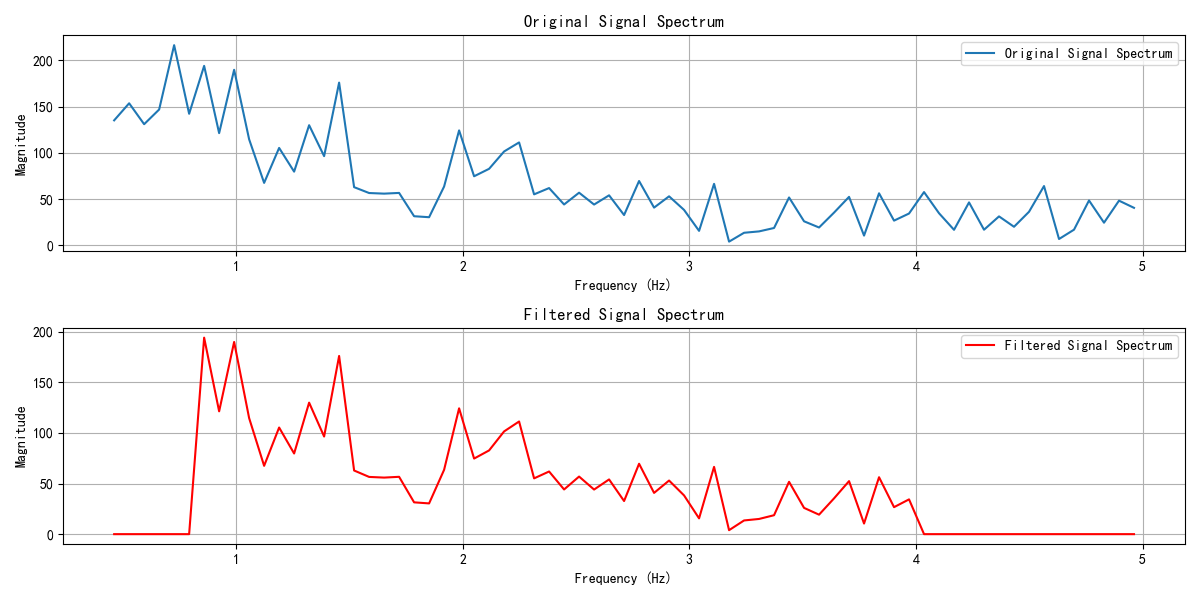 Original Signal Spectrum
Original Signal Spectrum
Magnitude
200
150
100
50
0
1 2 3 4 5
Frequency (Hz)
Filtered Signal Spectrum
Filtered Signal Spectrum
Magnitude
200
150
100
50
0
1 2 3 4 5
Frequency (Hz)